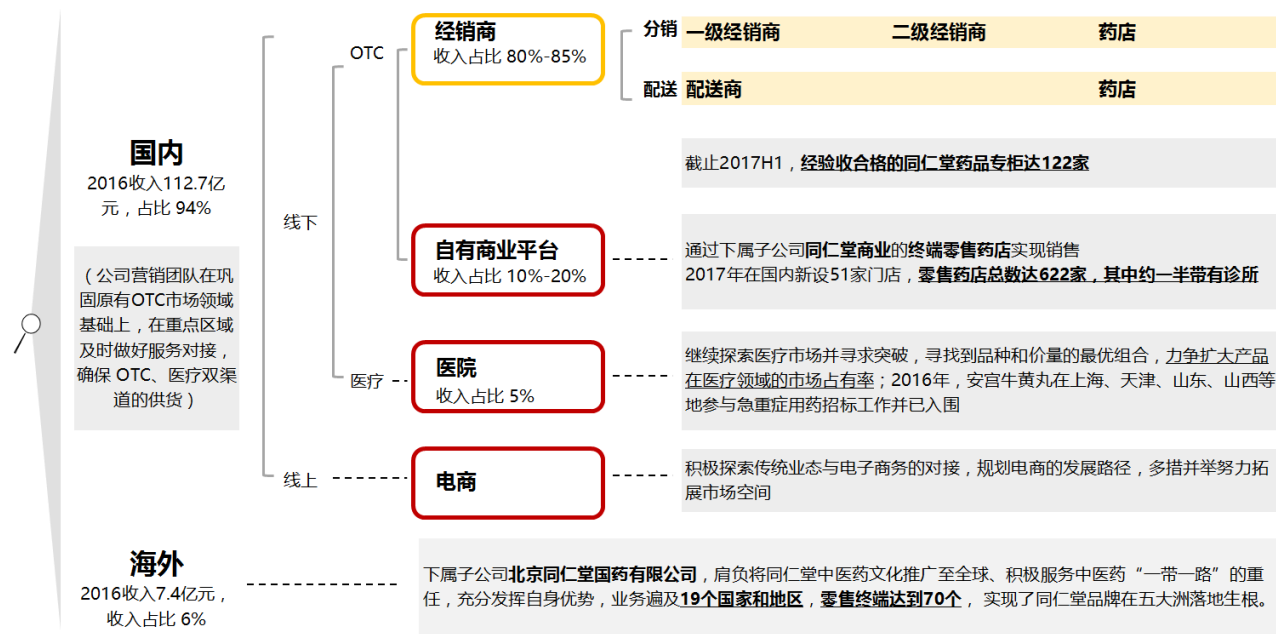 国内
2016收入112.7亿
元，占比 94%
（公司营销团队在巩
固原有OTC市场领域
基础上，在重点区域
及时做好服务对接，
确保 OTC、医疗双渠
道的供货）
线下
OTC
经销商
收入占比 80%-85%
分销 一级经销商 二级经销商 药店
配送 配送商 药店
截止2017H1，经验收合格的同仁堂药品专柜达122家
自有商业平台
收入占比 10%-20%
通过下属子公司同仁堂商业的终端零售药店实现销售
2017年在国内新设51家门店，零售药店总数达622家，其中约一半带有诊所
医疗
医院
收入占比 5%
继续探索医疗市场并寻求突破，寻找到品种和价量的最优组合，力争扩大产品
在医疗领域的市场占有率；2016年，安宫牛黄丸在上海、天津、山东、山西等
地参与急重症用药招标工作并已入围
线上
电商
积极探索传统业态与电子商务的对接，规划电商的发展路径，多措并举努力拓
展市场空间
海外
2016收入7.4亿元，
收入占比 6%
下属子公司北京同仁堂国药有限公司，肩负将同仁堂中医药文化推广至全球、积极服务中医药“一带一路”的重
任，充分发挥自身优势，业务遍及19个国家和地区，零售终端达到70个， 实现了同仁堂品牌在五大洲落地生根。